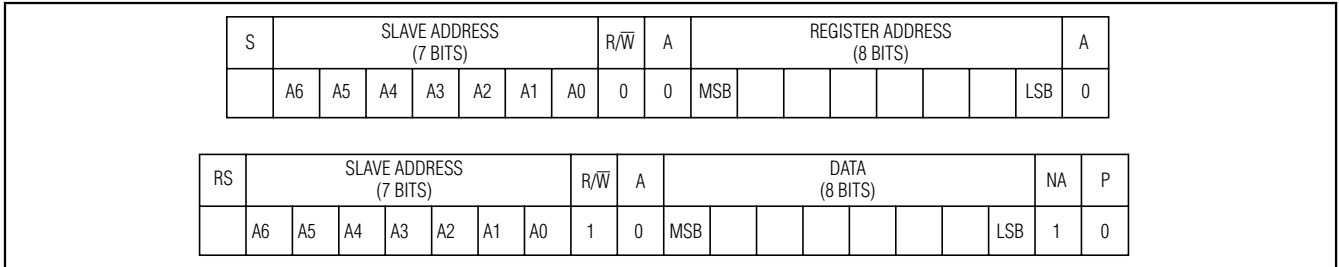 S SLAVE ADDRESS (7 BITS) R/W̅ A REGISTER ADDRESS (8 BITS) A
A6 A5 A4 A3 A2 A1 A0 0 0 MSB LSB 0
RS SLAVE ADDRESS (7 BITS) R/W̅ A DATA (8 BITS) NA P
A6 A5 A4 A3 A2 A1 A0 1 0 MSB LSB 1 0